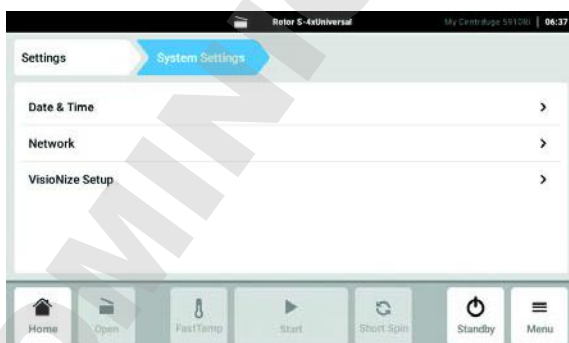 Rotor S-4xUniversal My Centrifuge 5910Ri 06:37
Settings System Settings
Date & Time
Network
VisioNize Setup
Home Open FastTemp Start Short Spin Standby Menu